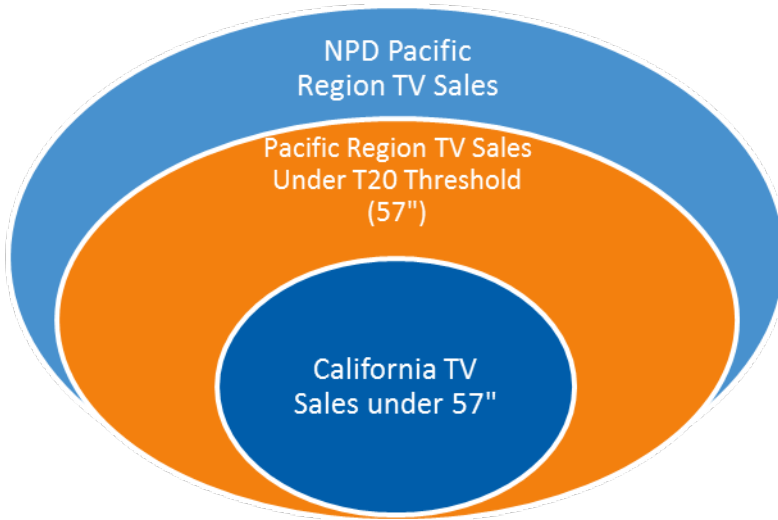 NPD Pacific
Region TV Sales
Pacific Region TV Sales
Under T20 Threshold
(57")
California TV
Sales under 57"